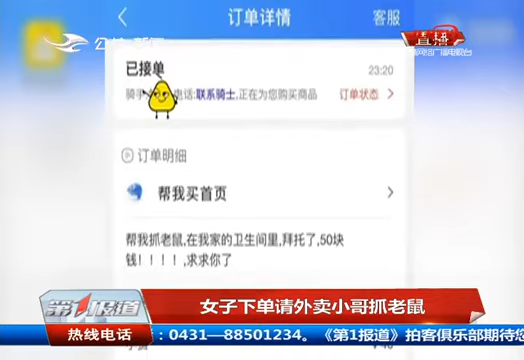 订单详情
客服
直播
已接单
23:20
电话:联系骑士,正在为您购买商品
订单状态
订单明细
帮我买首页
帮我抓老鼠,在我家的卫生间里,拜托了,50块
钱！！！！,求求你了
第1报道
女子下单请外卖小哥抓老鼠
热线电话
：0431—88501234。《第1报道》拍客俱乐部期待您